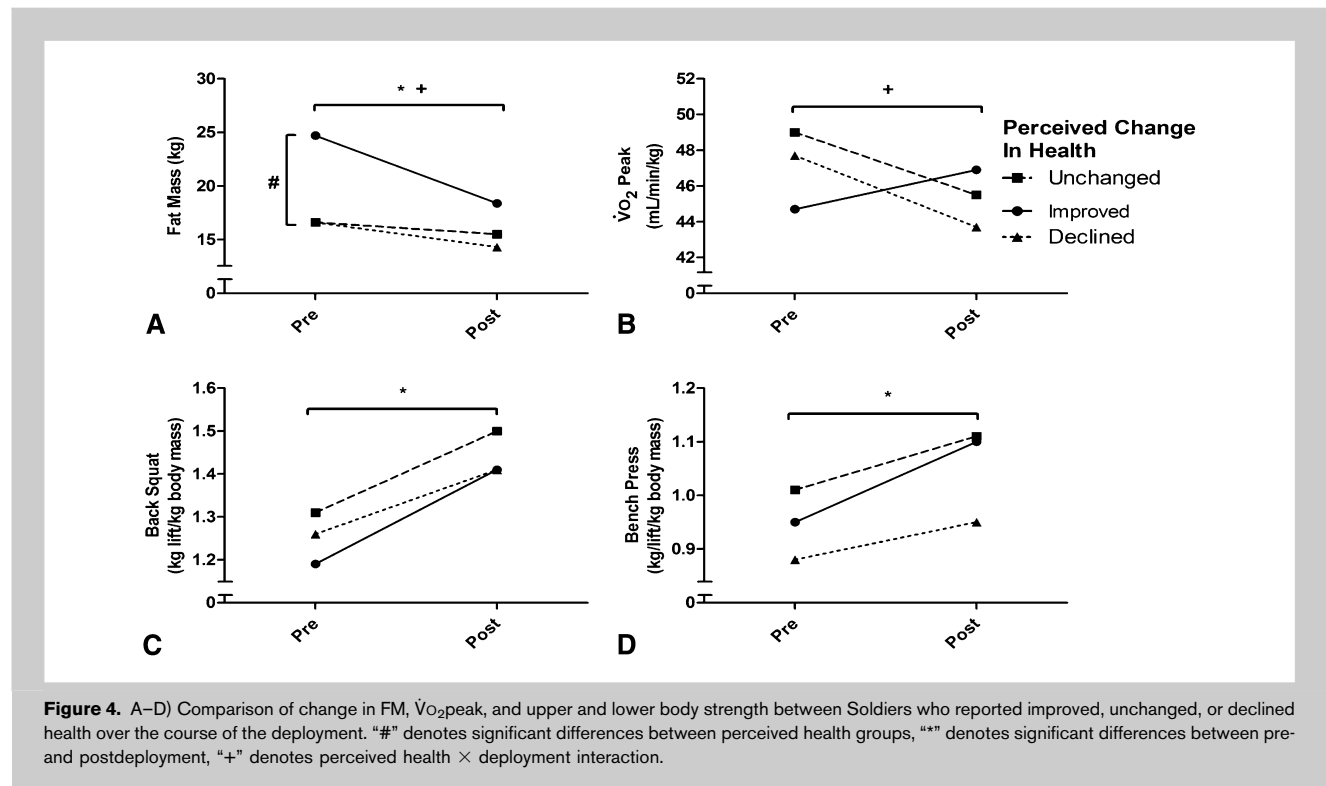 30
25
20
15
0
Fat Mass (kg)
* +
#
Pre
Post
A
52
50
48
46
44
42
0
V̇O₂ Peak
(mL/min/kg)
+
Pre
Post
B
Perceived Change
In Health
Unchanged
Improved
Declined
1.6
1.5
1.4
1.3
1.2
0
Back Squat
(kg lift/kg body mass)
*
Pre
Post
C
1.2
1.1
1.0
0.9
0
Bench Press
(kg/lift/kg body mass)
*
Pre
Post
D
Figure 4. A–D) Comparison of change in FM, V̇O₂peak, and upper and lower body strength between Soldiers who reported improved, unchanged, or declined
health over the course of the deployment. “#” denotes significant differences between perceived health groups, “*” denotes significant differences between pre-
and postdeployment, “+” denotes perceived health × deployment interaction.